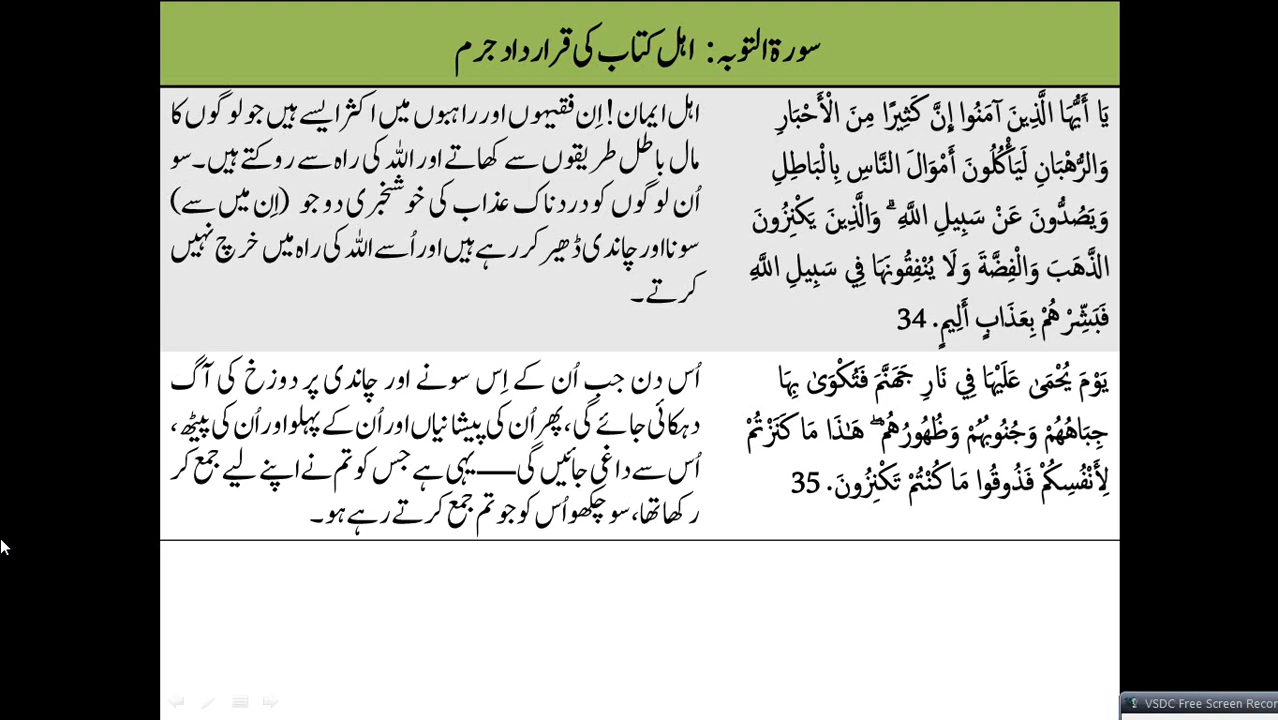 سورۃ التوبہ: اہل کتاب کی قرارداد جرم
يَا أَيُّهَا الَّذِينَ آمَنُوا إِنَّ كَثِيرًا مِنَ الْأَحْبَارِ
وَالرُّهْبَانِ لَيَأْكُلُونَ أَمْوَالَ النَّاسِ بِالْبَاطِلِ
وَيَصُدُّونَ عَنْ سَبِيلِ اللَّهِ ۗ وَالَّذِينَ يَكْنِزُونَ
الذَّهَبَ وَالْفِضَّةَ وَلَا يُنْفِقُونَهَا فِي سَبِيلِ اللَّهِ
فَبَشِّرْهُمْ بِعَذَابٍ أَلِيمٍ. 34
اہل ایمان! اِن فقیہوں اور راہبوں میں اکثر ایسے ہیں جو لوگوں کا
مال باطل طریقوں سے کھاتے اور اللہ کی راہ سے روکتے ہیں۔ سو
اُن لوگوں کو دردناک عذاب کی خوشخبری دو جو (اِن میں سے)
سونا اور چاندی ڈھیر کر رہے ہیں اور اُسے اللہ کی راہ میں خرچ نہیں
کرتے۔
يَوْمَ يُحْمَىٰ عَلَيْهَا فِي نَارِ جَهَنَّمَ فَتُكْوَىٰ بِهَا
جِبَاهُهُمْ وَجُنُوبُهُمْ وَظُهُورُهُمْ ۖ هَـٰذَا مَا كَنَزْتُمْ
لِأَنْفُسِكُمْ فَذُوقُوا مَا كُنْتُمْ تَكْنِزُونَ. 35
اُس دن جب اُن کے اِس سونے اور چاندی پر دوزخ کی آگ
دہکائی جائے گی، پھر اُن کی پیشانیاں اور اُن کے پہلو اور اُن کی پیٹھ،
اُس سے داغی جائیں گی ــــــ یہی ہے جس کو تم نے اپنے لیے جمع کر
رکھا تھا، سو چکھو اُس کو جو تم جمع کرتے رہے ہو۔
VSDC Free Screen Recor